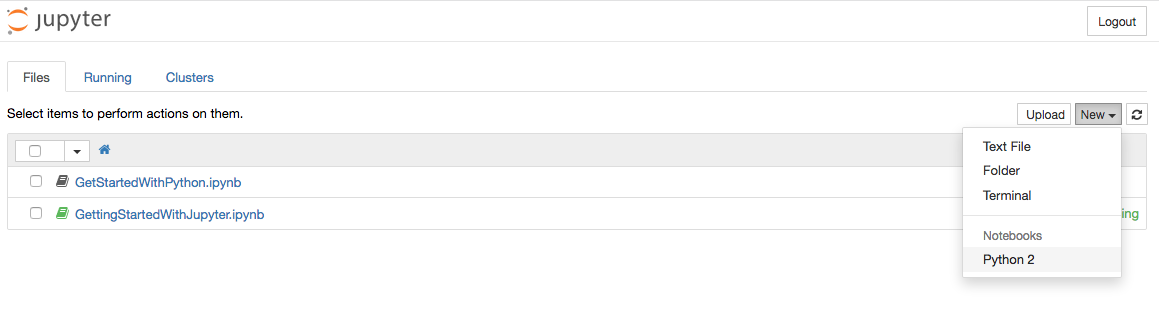 jupyter
Logout
Files Running Clusters
Select items to perform actions on them.
Upload New
Text File
Folder
Terminal
Notebooks
Python 2
GetStartedWithPython.ipynb
GettingStartedWithJupyter.ipynb
ing